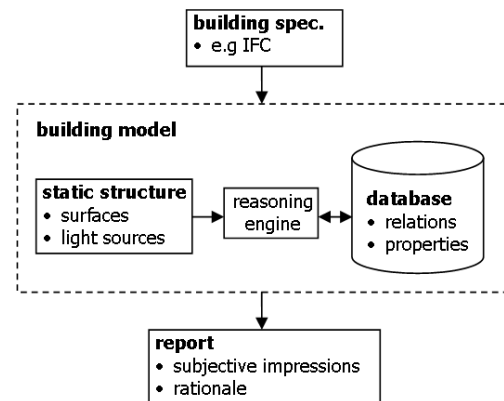 building spec.
• e.g IFC
building model
static structure
• surfaces
• light sources
reasoning
engine
database
• relations
• properties
report
• subjective impressions
• rationale